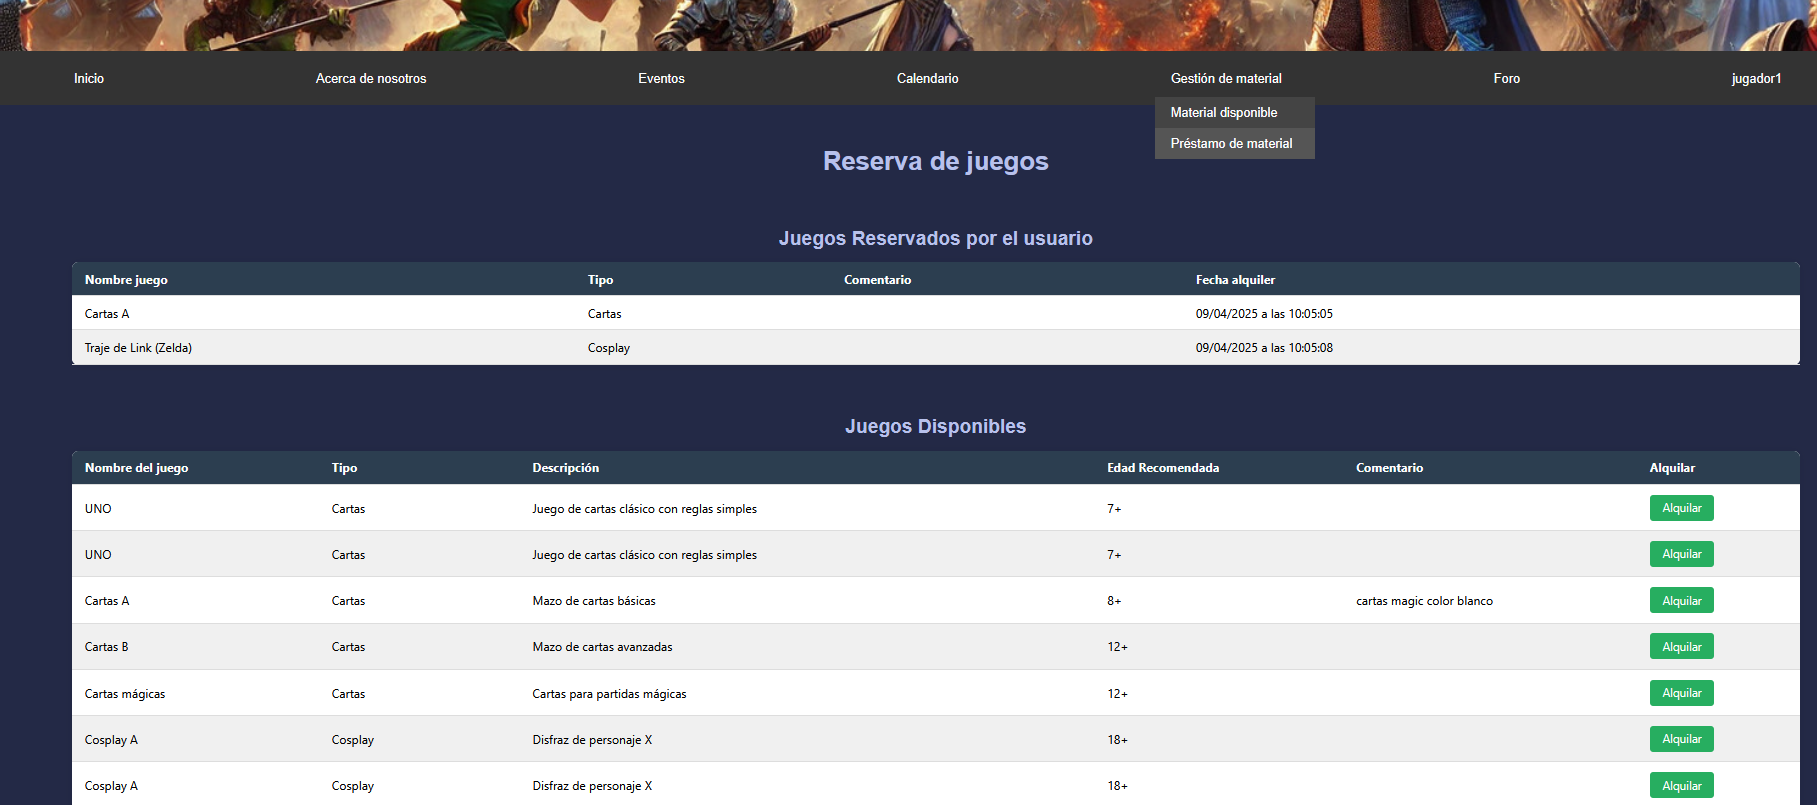 Inicio Acerca de nosotros Eventos Calendario Gestión de material Foro jugador1
Material disponible
Préstamo de material
Reserva de juegos
Juegos Reservados por el usuario
Nombre juego Tipo Comentario Fecha alquiler
Cartas A Cartas 09/04/2025 a las 10:05:05
Traje de Link (Zelda) Cosplay 09/04/2025 a las 10:05:08
Juegos Disponibles
Nombre del juego Tipo Descripción Edad Recomendada Comentario Alquilar
UNO Cartas Juego de cartas clásico con reglas simples 7+ Alquilar
UNO Cartas Juego de cartas clásico con reglas simples 7+ Alquilar
Cartas A Cartas Mazo de cartas básicas 8+ cartas magic color blanco Alquilar
Cartas B Cartas Mazo de cartas avanzadas 12+ Alquilar
Cartas mágicas Cartas Cartas para partidas mágicas 12+ Alquilar
Cosplay A Cosplay Disfraz de personaje X 18+ Alquilar
Cosplay A Cosplay Disfraz de personaje X 18+ Alquilar